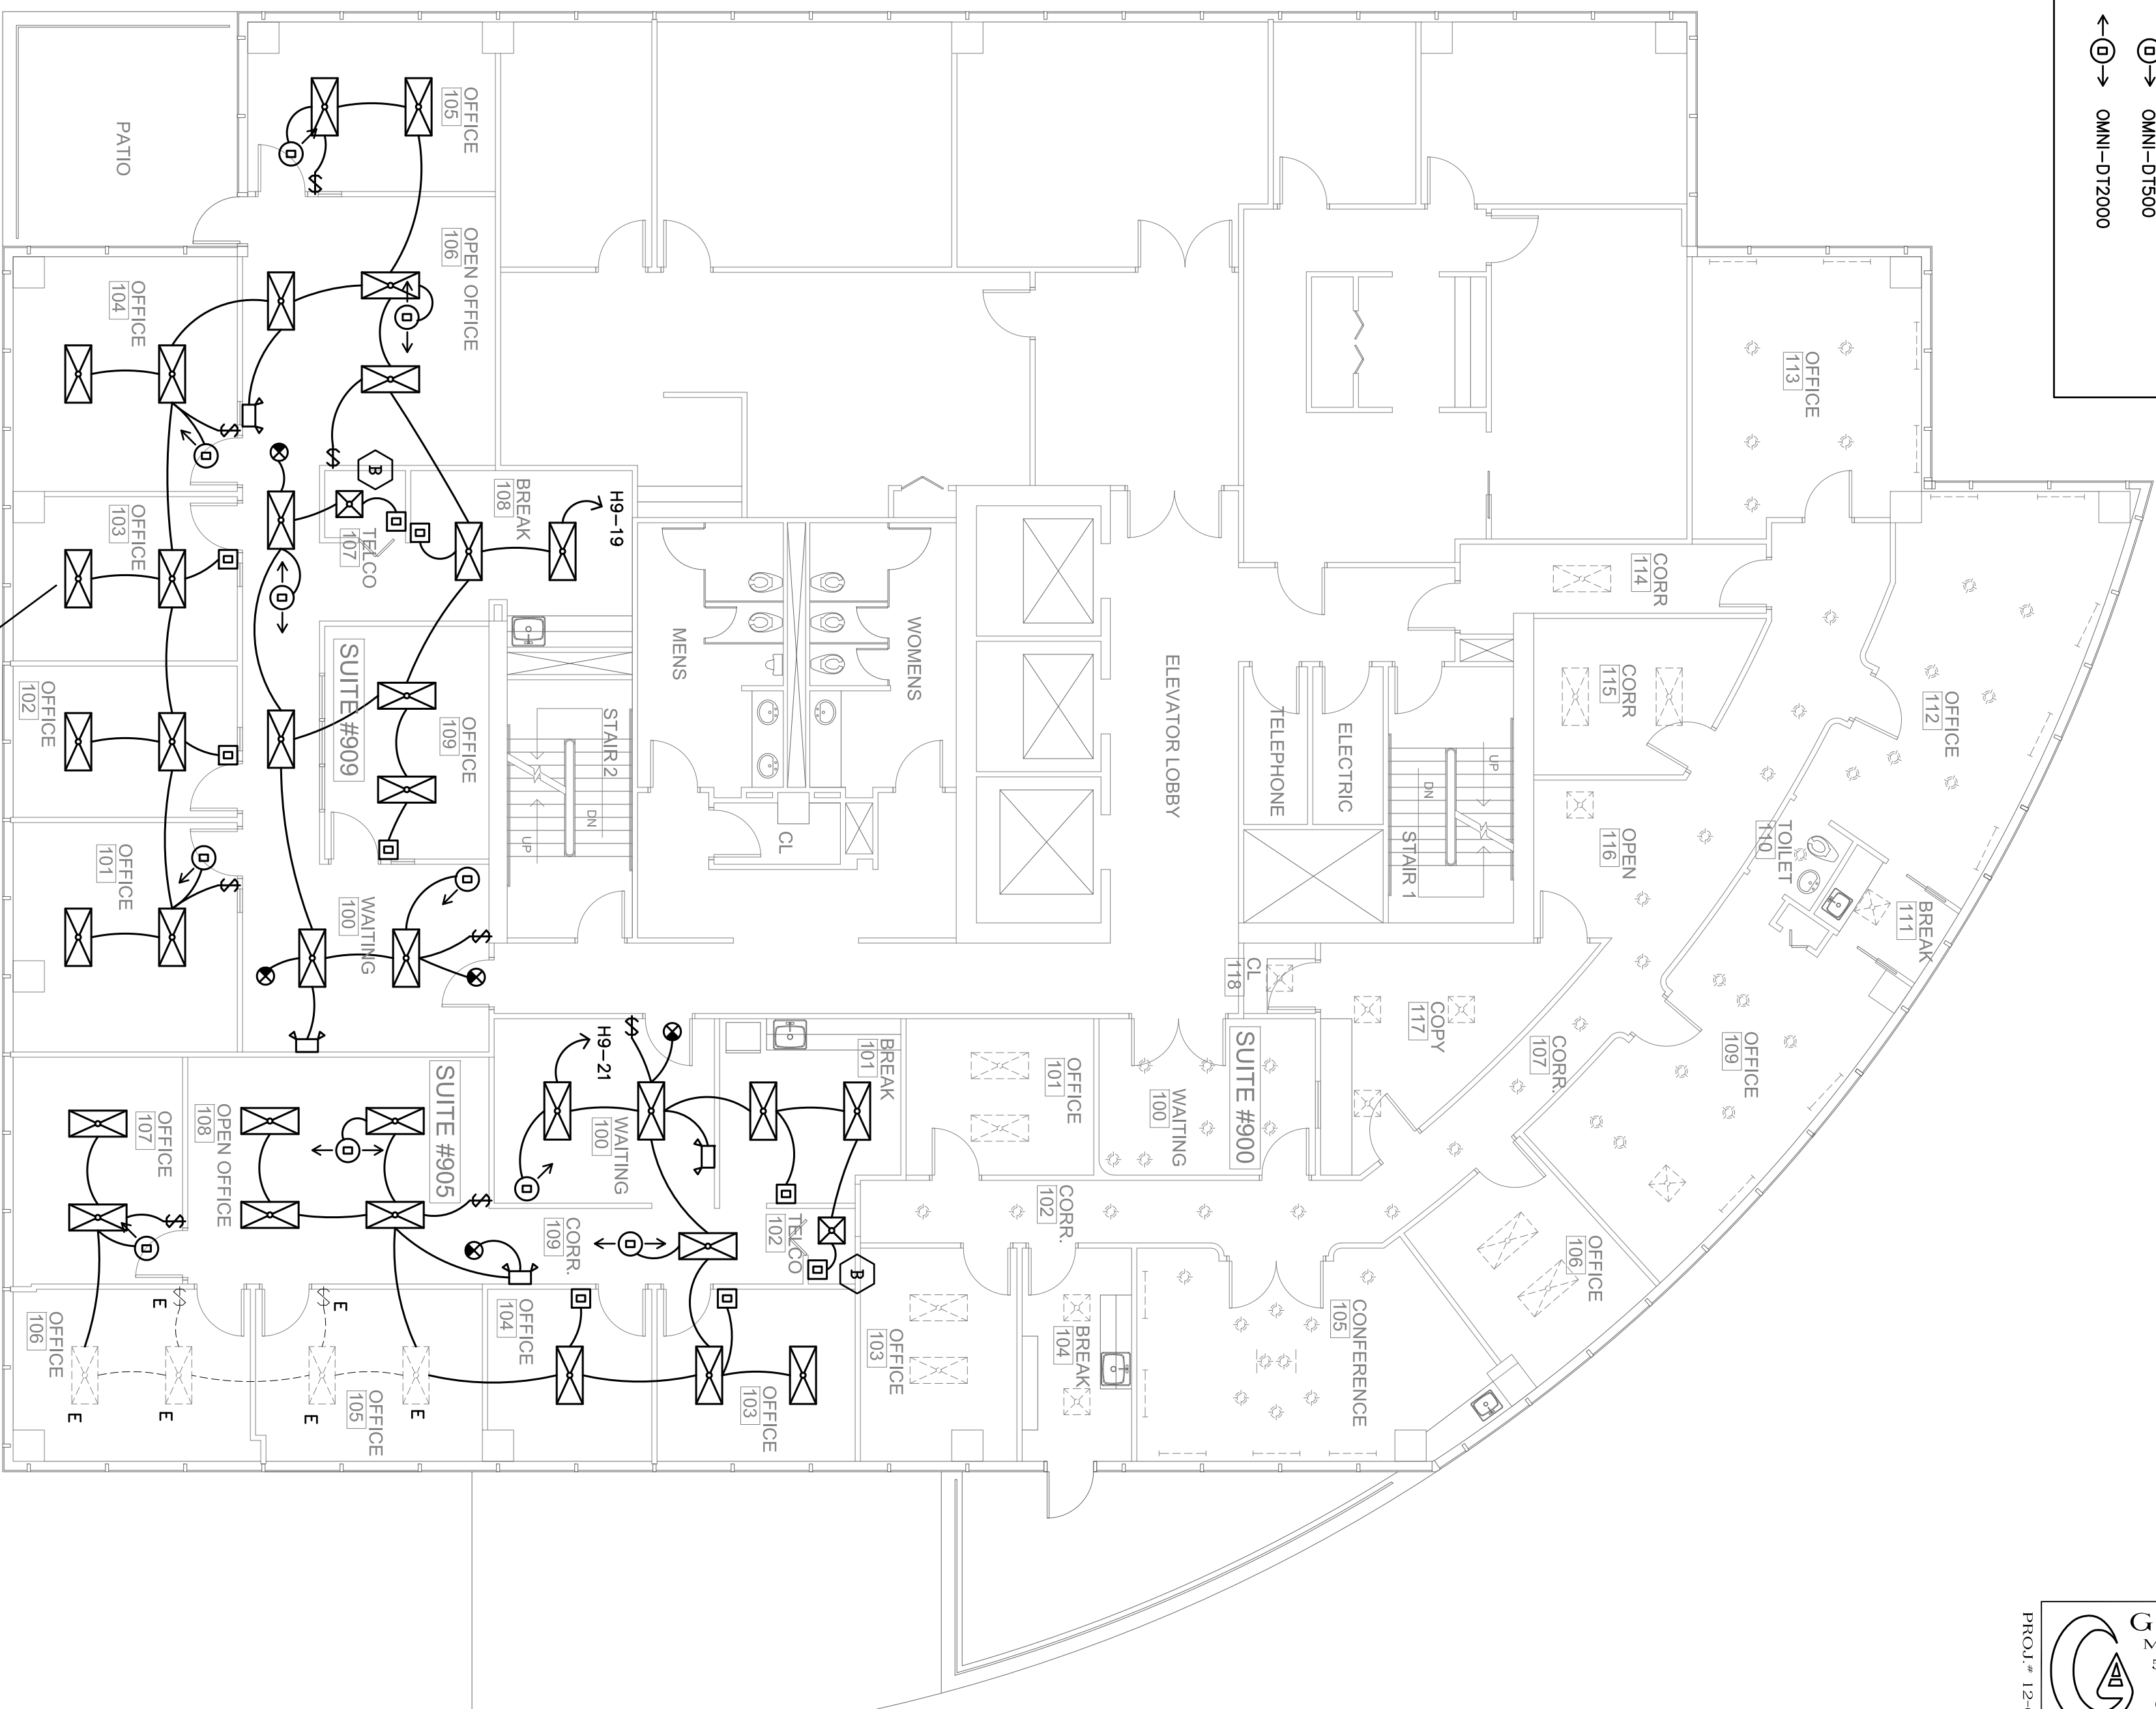 OMNI-DT500
OMNI-DT2000
PATIO
OFFICE
105
OPEN OFFICE
106
OFFICE
104
OFFICE
103
OFFICE
102
OFFICE
101
B
TELCO
107
BREAK
108
H9-19
SUITE #909
OFFICE
109
WAITING
100
MENS
WOMENS
STAIR 2
DN
UP
CL
ELEVATOR LOBBY
TELEPHONE
ELECTRIC
STAIR 1
UP
DN
OFFICE
113
CORR
114
CORR
115
OFFICE
112
OPEN
116
TOILET
110
BREAK
111
CL
118
COPY
117
CORR.
107
OFFICE
109
SUITE #900
WAITING
100
OFFICE
101
CORR.
102
OFFICE
106
CONFERENCE
105
BREAK
104
OFFICE
103
BREAK
101
H9-21
WAITING
100
SUITE #905
OPEN OFFICE
108
OFFICE
107
TELCO
102
B
CORR.
109
OFFICE
104
OFFICE
103
OFFICE
105
OFFICE
106
E
E
E
E
E
E
G
M
5
PROJ.# 12-